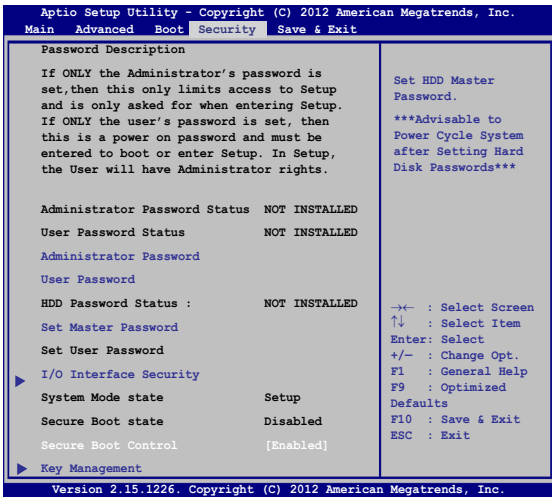 Aptio Setup Utility - Copyright (C) 2012 American Megatrends, Inc.
Main Advanced Boot Security Save & Exit
Password Description
If ONLY the Administrator's password is
set,then this only limits access to Setup
and is only asked for when entering Setup.
If ONLY the user's password is set, then
this is a power on password and must be
entered to boot or enter Setup. In Setup,
the User will have Administrator rights.
Administrator Password Status NOT INSTALLED
User Password Status NOT INSTALLED
Administrator Password
User Password
HDD Password Status : NOT INSTALLED
Set Master Password
Set User Password
I/O Interface Security
System Mode state Setup
Secure Boot state Disabled
Secure Boot Control [Enabled]
Key Management
Set HDD Master
Password.
***Advisable to
Power Cycle System
after Setting Hard
Disk Passwords***
→← : Select Screen
↑↓ : Select Item
Enter: Select
+/— : Change Opt.
F1 : General Help
F9 : Optimized
Defaults
F10 : Save & Exit
ESC : Exit
Version 2.15.1226. Copyright (C) 2012 American Megatrends, Inc.